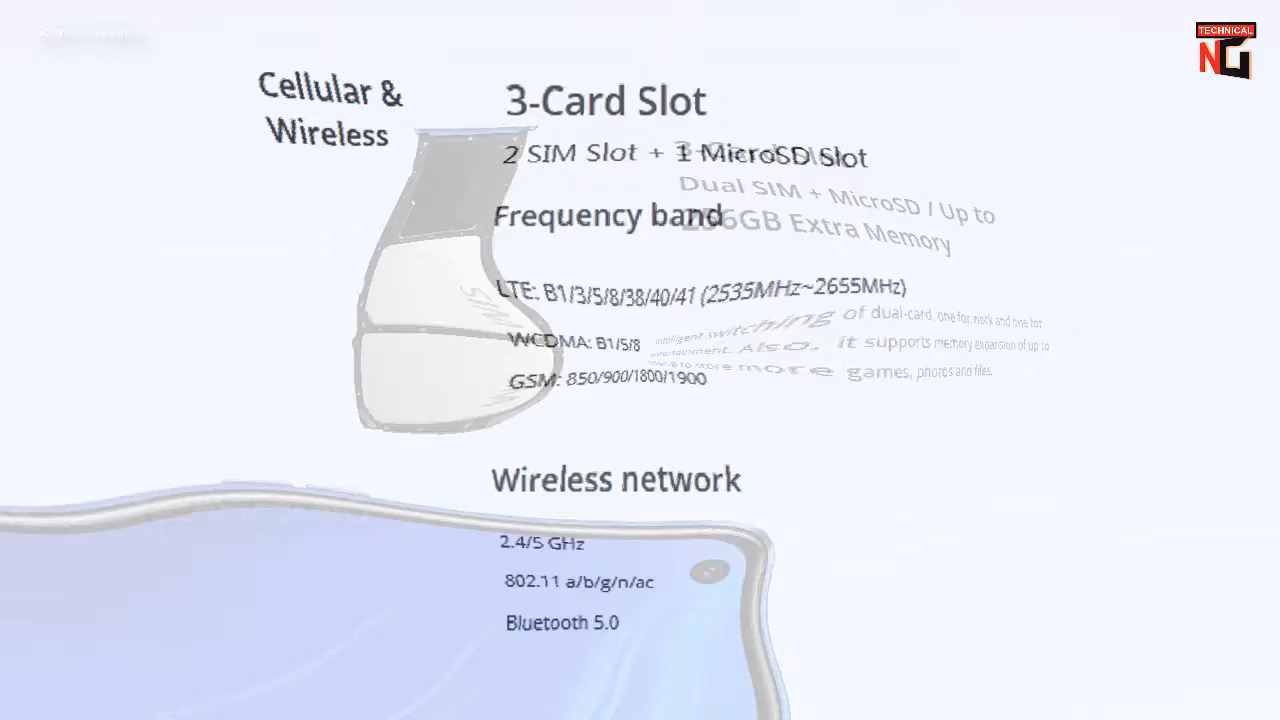 TECHNICAL
NG
Cellular &
Wireless
3-Card Slot
2 SIM Slot + 1 MicroSD Slot
Dual SIM + MicroSD / Up to
256GB Extra Memory
Frequency band
LTE: B1/3/5/8/38/40/41 (2535MHz~2655MHz)
WCDMA: B1/5/8
GSM: 850/900/1800/1900
intelligent switching of dual-card, one for work and one for
entertainment. Also, it supports memory expansion of up to
to store more games, photos and files.
SIM
Wireless network
2.4/5 GHz
802.11 a/b/g/n/ac
Bluetooth 5.0